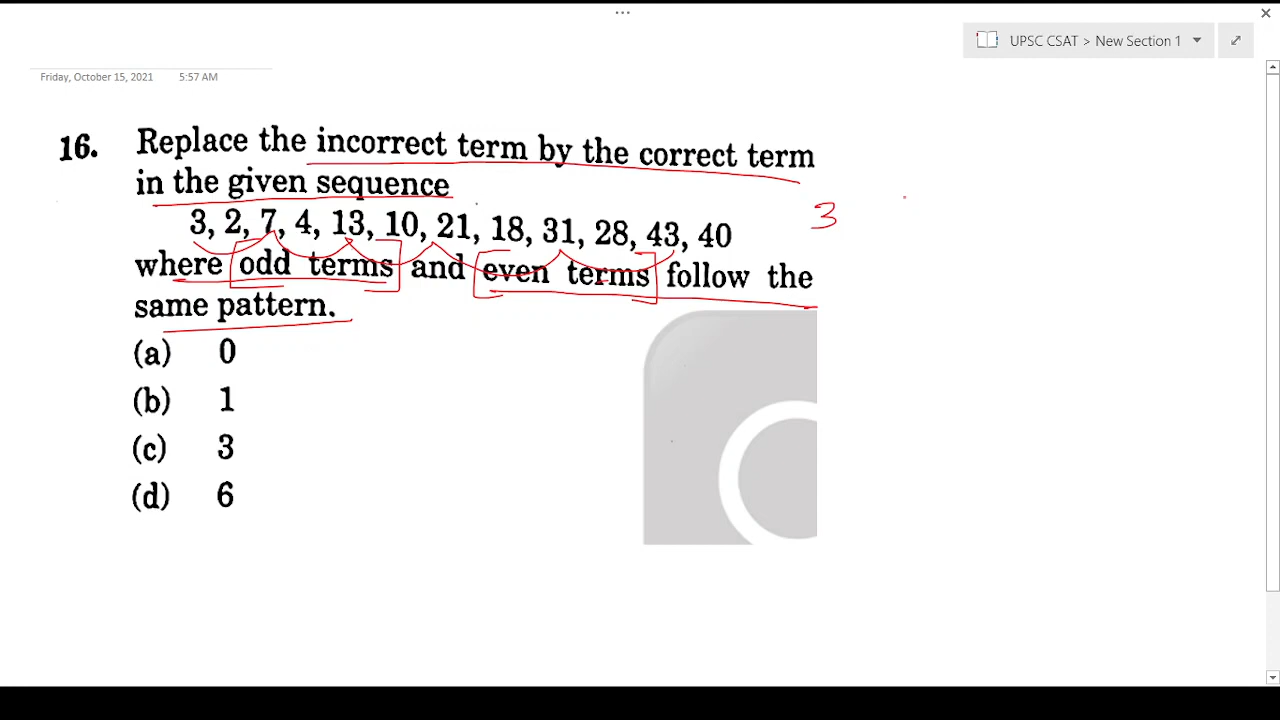 UPSC CSAT > New Section 1
Friday, October 15, 2021 5:57 AM
16. Replace the incorrect term by the correct term
in the given sequence
3, 2, 7, 4, 13, 10, 21, 18, 31, 28, 43, 40
3
where odd terms and even terms follow the
same pattern.
(a) 0
(b) 1
(c) 3
(d) 6